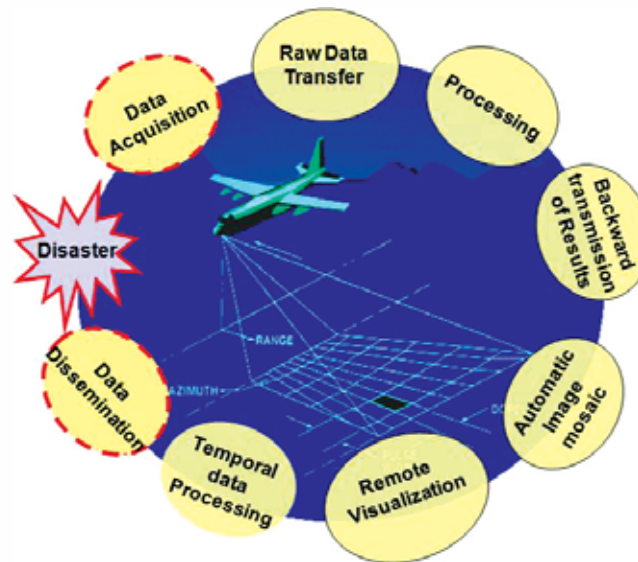 Raw Data
Transfer
Data
Acquisition
Processing
Backward
transmission
of Results
Disaster
RANGE
AZIMUTH
Data
Dissemination
Automatic
Image
mosaic
Temporal
data
Processing
Remote
Visualization